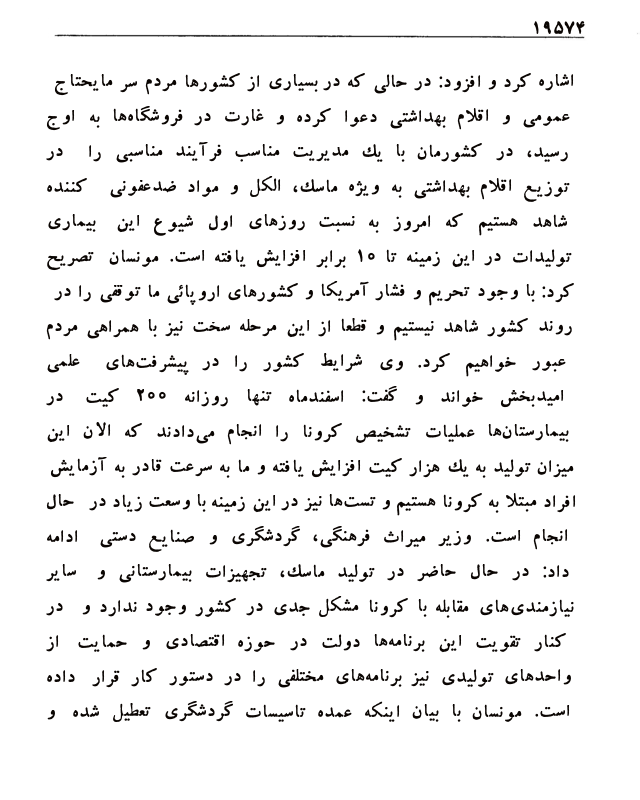 ۱۹۵۷۴
اشاره کرد و افزود: در حالی که در بسیاری از کشورها مردم سر مایحتاج
عمومی و اقلام بهداشتی دعوا کرده و غارت در فروشگاه‌ها به اوج
رسید، در کشورمان با یك مدیریت مناسب فرآیند مناسبی را در
توزیع اقلام بهداشتی به ویژه ماسك، الکل و مواد ضدعفونی کننده
شاهد هستیم که امروز به نسبت روزهای اول شیوع این بیماری
تولیدات در این زمینه تا ۱۰ برابر افزایش یافته است. مونسان تصریح
کرد: با وجود تحریم و فشار آمریکا و کشورهای اروپائی ما توقفی را در
روند کشور شاهد نیستیم و قطعا از این مرحله سخت نیز با همراهی مردم
عبور خواهیم کرد. وی شرایط کشور را در پیشرفت‌های علمی
امیدبخش خواند و گفت: اسفندماه تنها روزانه ۲۰۰ کیت در
بیمارستان‌ها عملیات تشخیص کرونا را انجام می‌دادند که الان این
میزان تولید به یك هزار کیت افزایش یافته و ما به سرعت قادر به آزمایش
افراد مبتلا به کرونا هستیم و تست‌ها نیز در این زمینه با وسعت زیاد در حال
انجام است. وزیر میراث فرهنگی، گردشگری و صنایع دستی ادامه
داد: در حال حاضر در تولید ماسك، تجهیزات بیمارستانی و سایر
نیازمندی‌های مقابله با کرونا مشکل جدی در کشور وجود ندارد و در
کنار تقویت این برنامه‌ها دولت در حوزه اقتصادی و حمایت از
واحدهای تولیدی نیز برنامه‌های مختلفی را در دستور کار قرار داده
است. مونسان با بیان اینکه عمده تاسیسات گردشگری تعطیل شده و